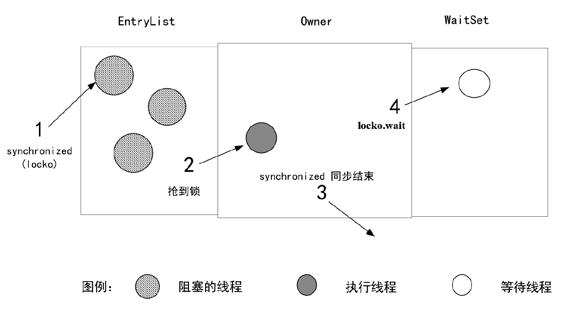 EntryList
Owner
WaitSet
1
synchronized
(locko)
2
抢到锁
synchronized 同步结束
3
4
locko.wait
图例：
阻塞的线程
执行线程
等待线程